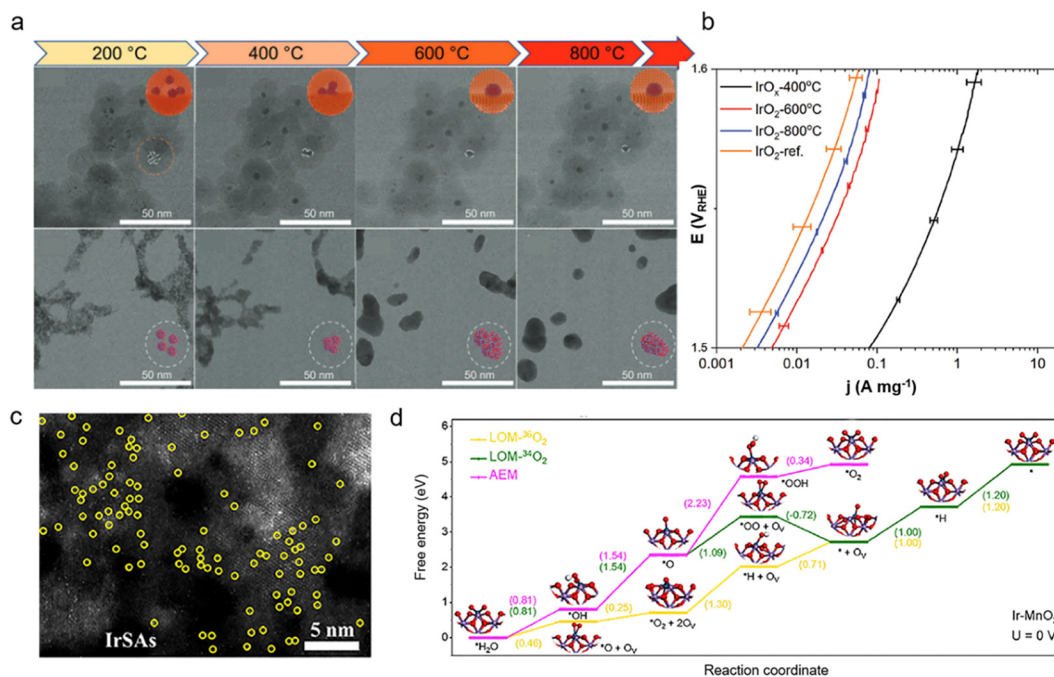 a
200 °C 400 °C 600 °C 800 °C
50 nm 50 nm 50 nm 50 nm
50 nm 50 nm 50 nm 50 nm
b
1.6
IrOₓ-400°C
IrO₂-600°C
IrO₂-800°C
IrO₂-ref.
E (V_RHE)
1.5
0.01 0.1 1 10
j (A mg⁻¹)
c
IrSAs
5 nm
d
LOM-³⁶O₂
LOM-³⁴O₂
AEM
Free energy (eV)
6
5
4
3
2
1
0
*H₂O
(0.81)
(0.81)
(0.46)
*OH
*O + Oᵥ
(1.54)
(1.54)
(0.25)
*O
*O₂ + 2Oᵥ
(2.23)
(1.09)
(1.30)
*OOH
*OO + Oᵥ
*H + Oᵥ
(0.34)
(-0.72)
(0.71)
*O₂
* + Oᵥ
(1.00)
(1.00)
*H
(1.20)
(1.20)
*
Ir-MnO₂
U = 0 V
Reaction coordinate